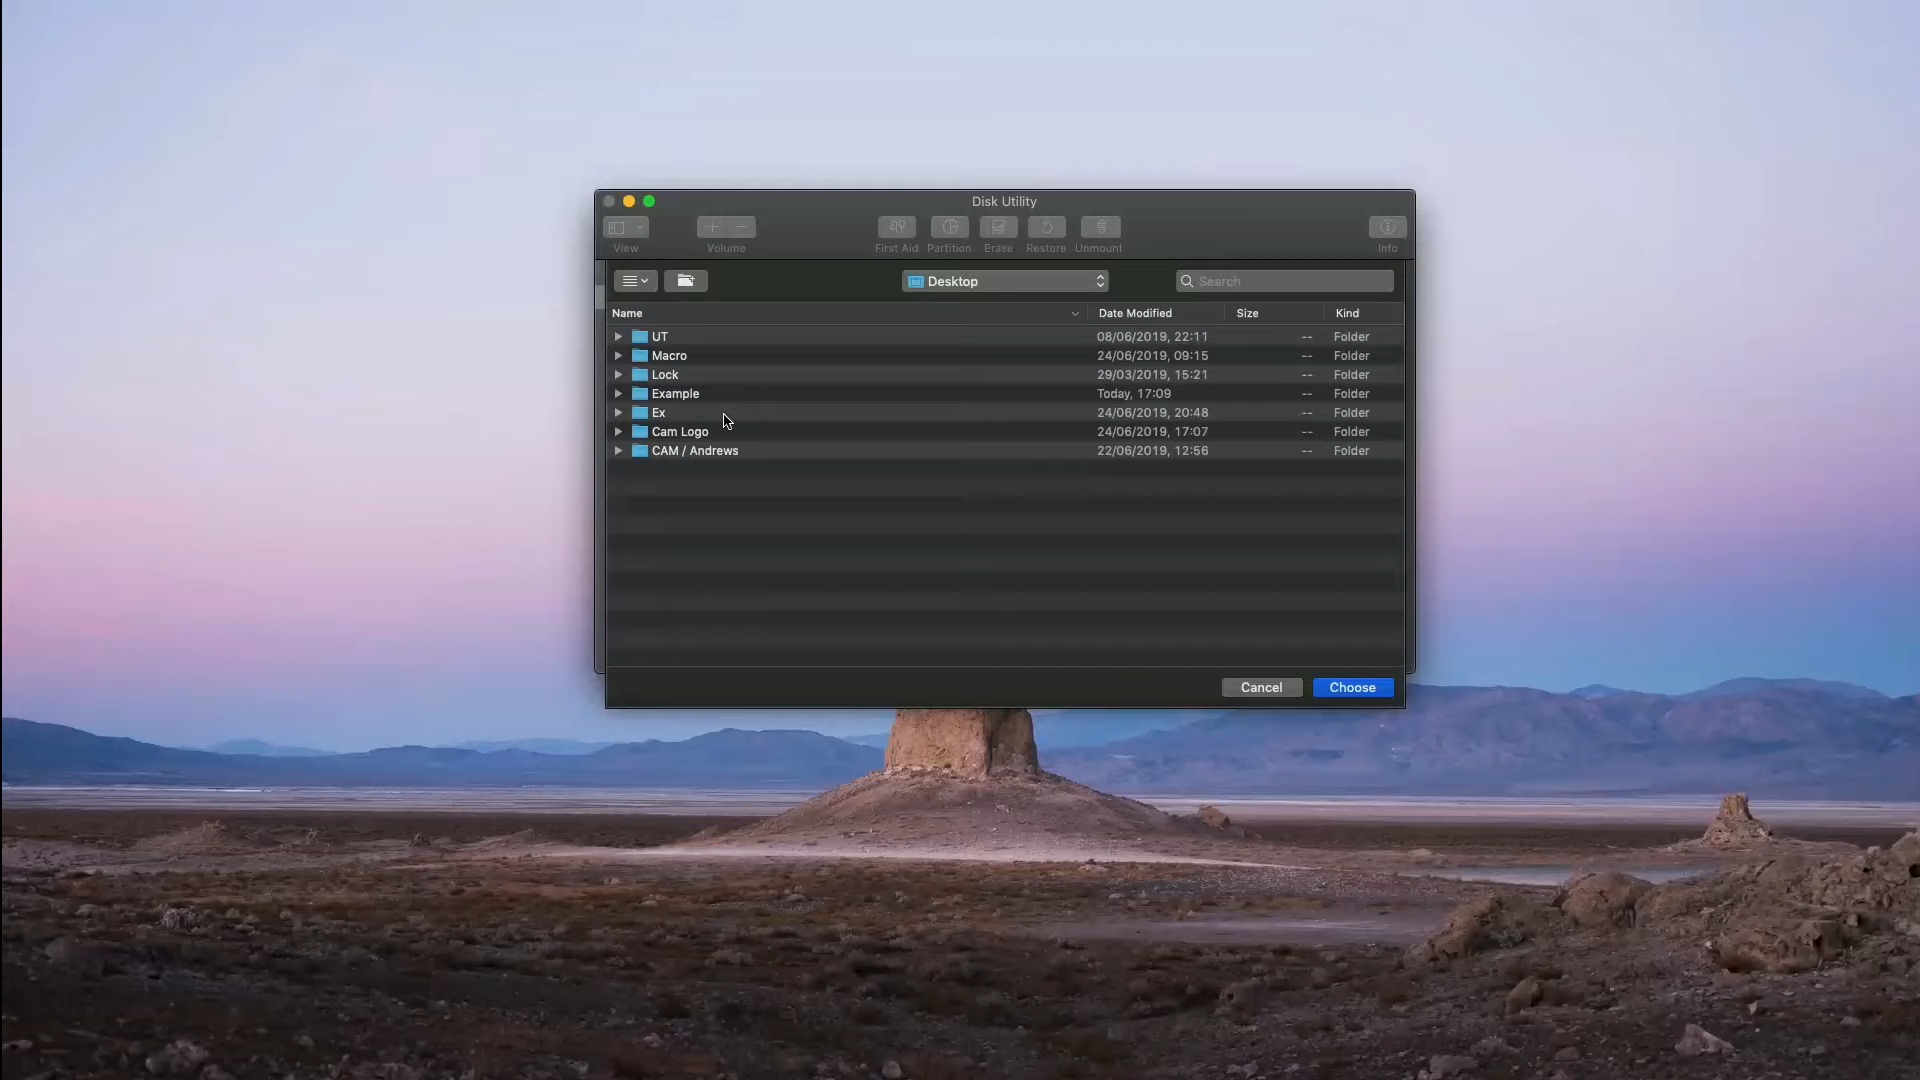 Disk Utility
View Volume First Aid Partition Erase Restore Unmount Info
Desktop Search
Name Date Modified Size Kind
UT 08/06/2019, 22:11 -- Folder
Macro 24/06/2019, 09:15 -- Folder
Lock 29/03/2019, 15:21 -- Folder
Example Today, 17:09 -- Folder
Ex 24/06/2019, 20:48 -- Folder
Cam Logo 24/06/2019, 17:07 -- Folder
CAM / Andrews 22/06/2019, 12:56 -- Folder
Cancel Choose